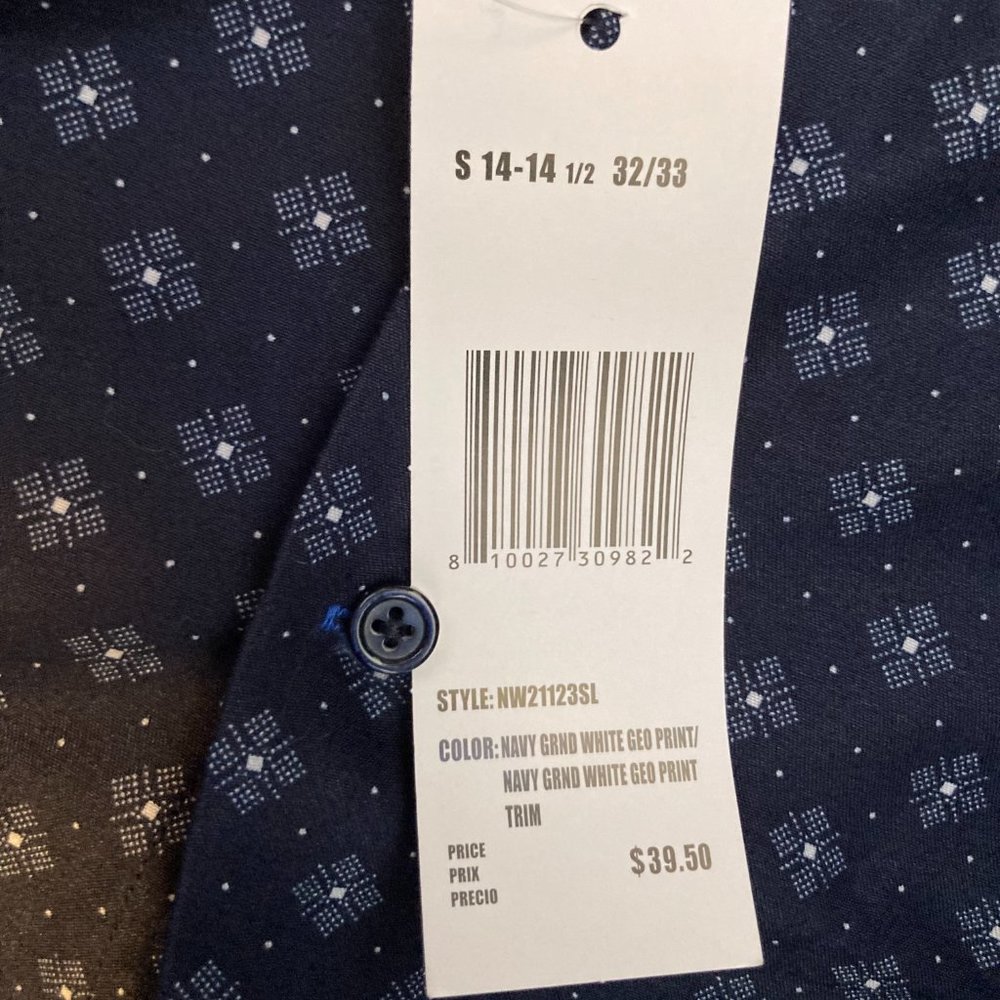 S 14-14 1/2 32/33
8 10027 30982 2
STYLE: NW21123SL
COLOR: NAVY GRND WHITE GEO PRINT/
NAVY GRND WHITE GEO PRINT
TRIM
PRICE
PRIX
PRECIO
$39.50